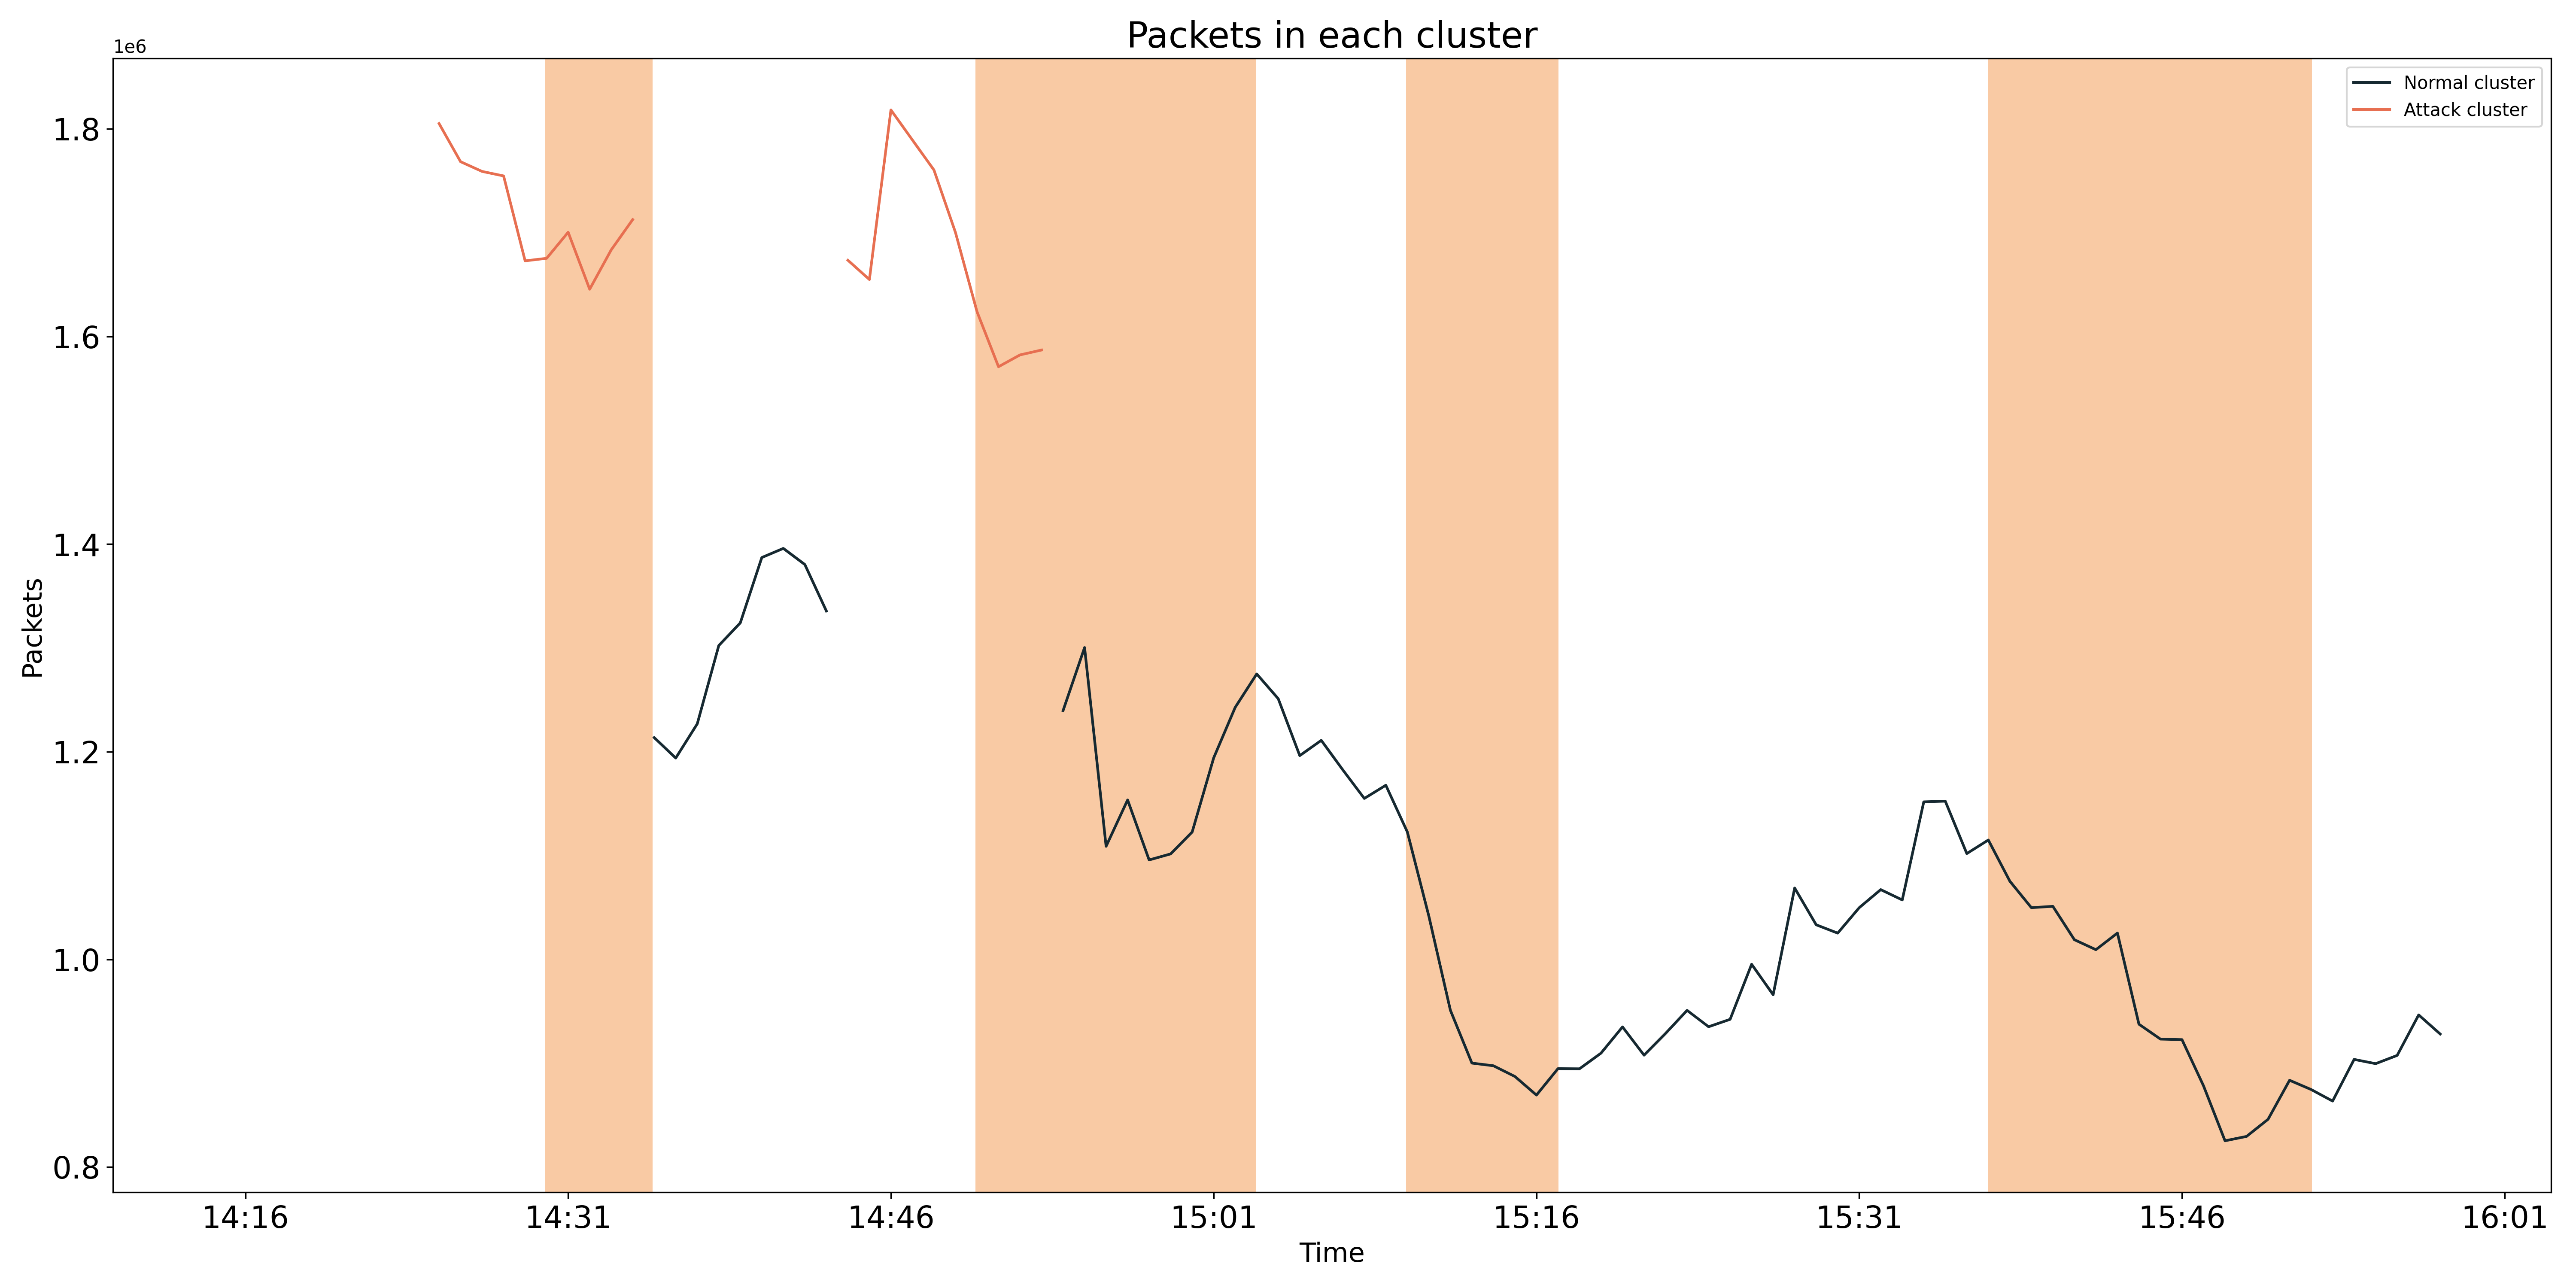 Packets in each cluster
1e6
Normal cluster
Attack cluster
1.8
1.6
1.4
1.2
1.0
0.8
Packets
14:16 14:31 14:46 15:01 15:16 15:31 15:46 16:01
Time